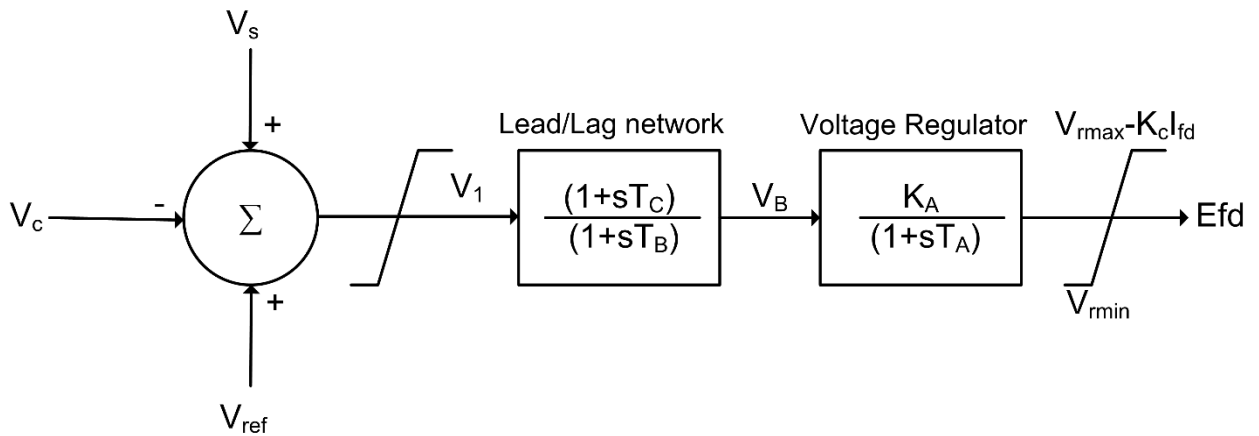 Vs
+
Lead/Lag network
Voltage Regulator
Vrmax-KcIfd
Vc
-
Σ
V1
(1+sTC)
(1+sTB)
VB
KA
(1+sTA)
Efd
Vrmin
+
Vref